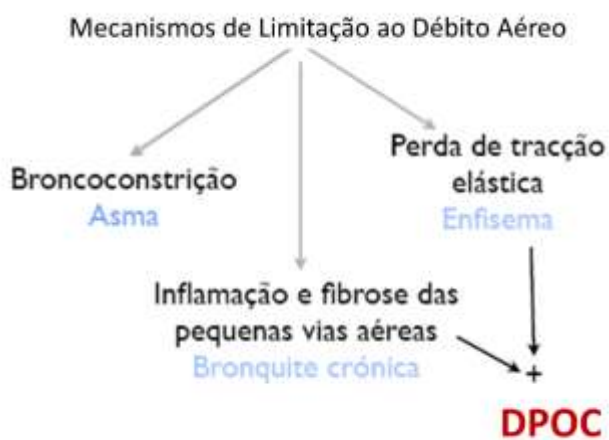 Mecanismos de Limitação ao Débito Aéreo
Broncoconstrição
Asma
Perda de tracção
elástica
Enfisema
Inflamação e fibrose das
pequenas vias aéreas
Bronquite crónica
+
DPOC